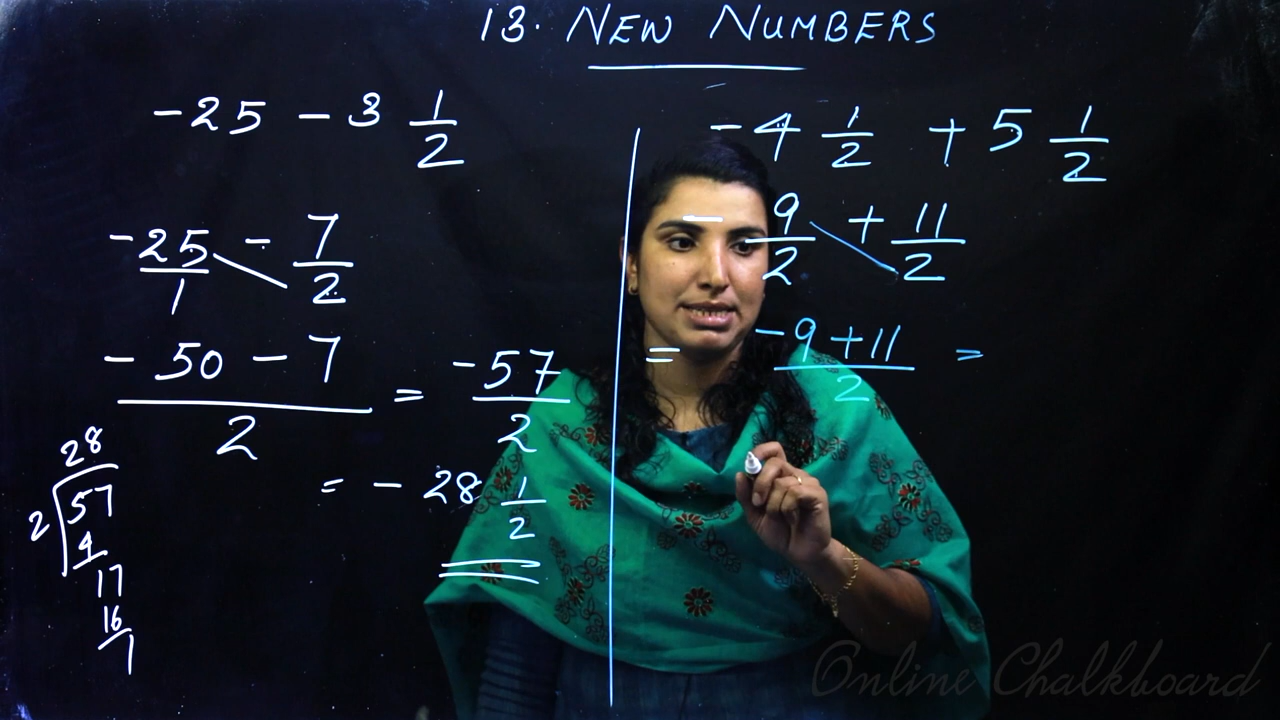 13. NEW NUMBERS
-25 - 3 1/2
-25/1 - 7/2
- 50 - 7 / 2 = -57/2
= - 28 1/2
28
2 57
4
17
16
1
- 4 1/2 + 5 1/2
- 9/2 + 11/2
= -9 + 11 / 2 =
Online Chalkboard